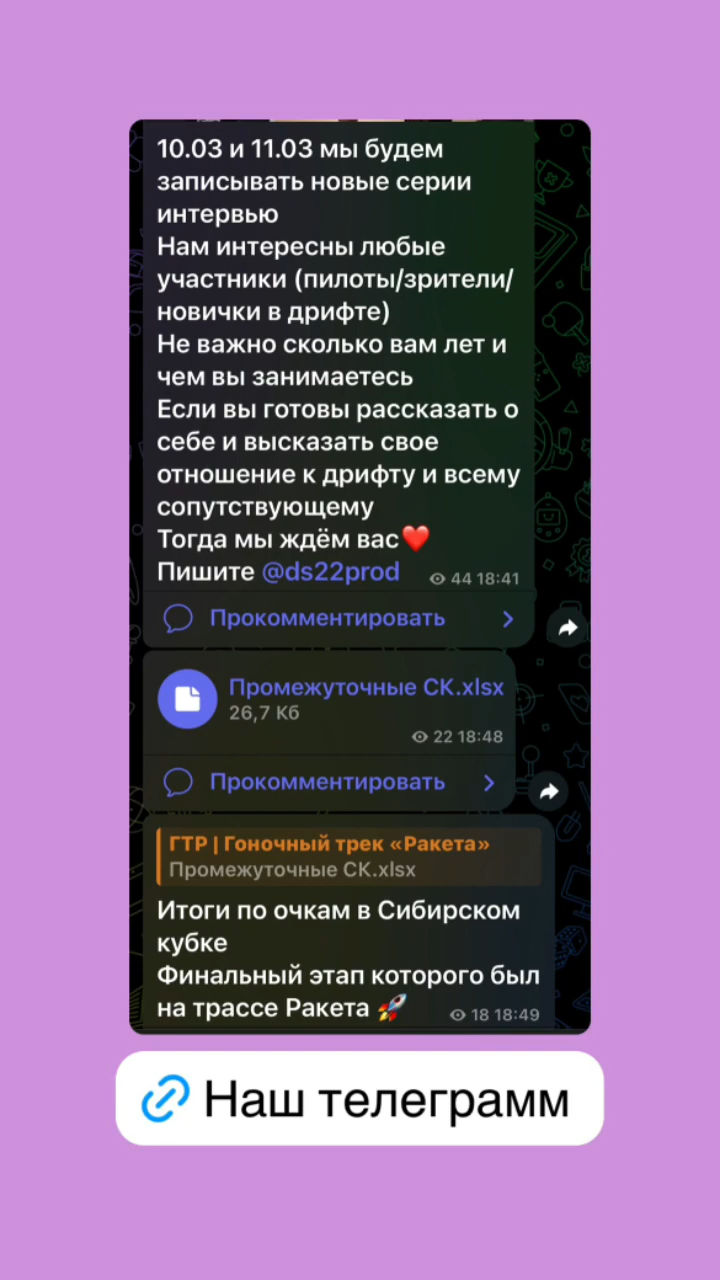 10.03 и 11.03 мы будем
записывать новые серии
интервью
Нам интересны любые
участники (пилоты/зрители/
новички в дрифте)
Не важно сколько вам лет и
чем вы занимаетесь
Если вы готовы рассказать о
себе и высказать свое
отношение к дрифту и всему
сопутствующему
Тогда мы ждём вас❤️
Пишите @ds22prod 44 18:41
Прокомментировать
Промежуточные СК.xlsx
26,7 Кб
22 18:48
Прокомментировать
ГТР | Гоночный трек «Ракета»
Промежуточные СК.xlsx
Итоги по очкам в Сибирском
кубке
Финальный этап которого был
на трассе Ракета 🚀 18 18:49
Наш телеграмм